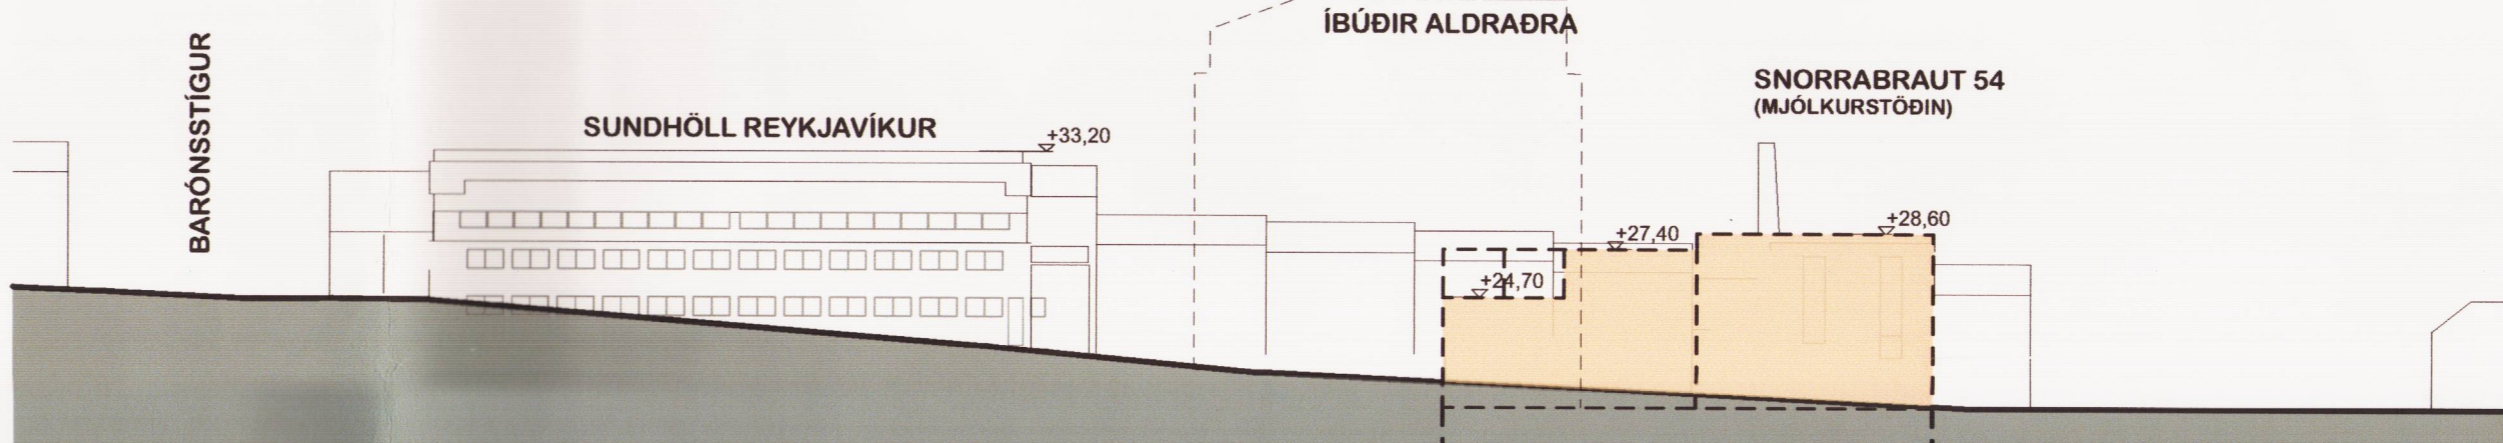 BARÓNSSTÍGUR
SUNDHÖLL REYKJAVÍKUR
+33,20
ÍBÚÐIR ALDRAÐRA
SNORRABRAUT 54
(MJÓLKURSTÖÐIN)
+24,70
+27,40
+28,60